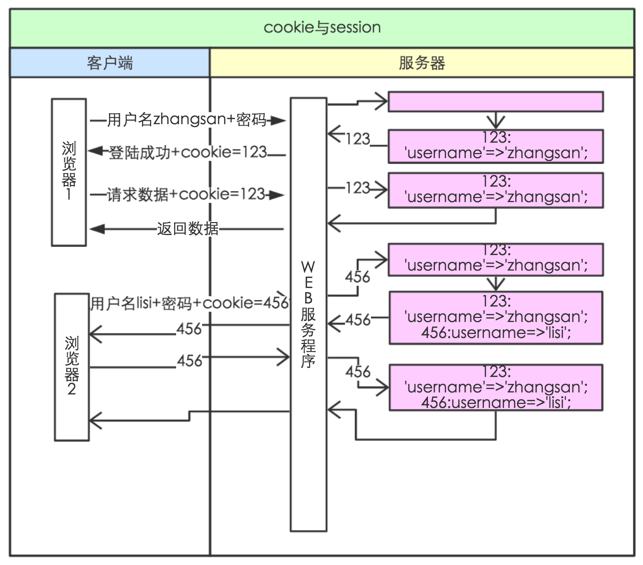 cookie与session
客户端
服务器
浏览器1
用户名zhangsan+密码
登陆成功+cookie=123
请求数据+cookie=123
返回数据
WEB服务程序
123
123:
'username'=>'zhangsan';
123
123:
'username'=>'zhangsan';
浏览器2
用户名lisi+密码+cookie=456
456
456
456
123:
'username'=>'zhangsan';
456
123:
'username'=>'zhangsan';
456:username=>'lisi';
456
123:
'username'=>'zhangsan';
456:username=>'lisi';